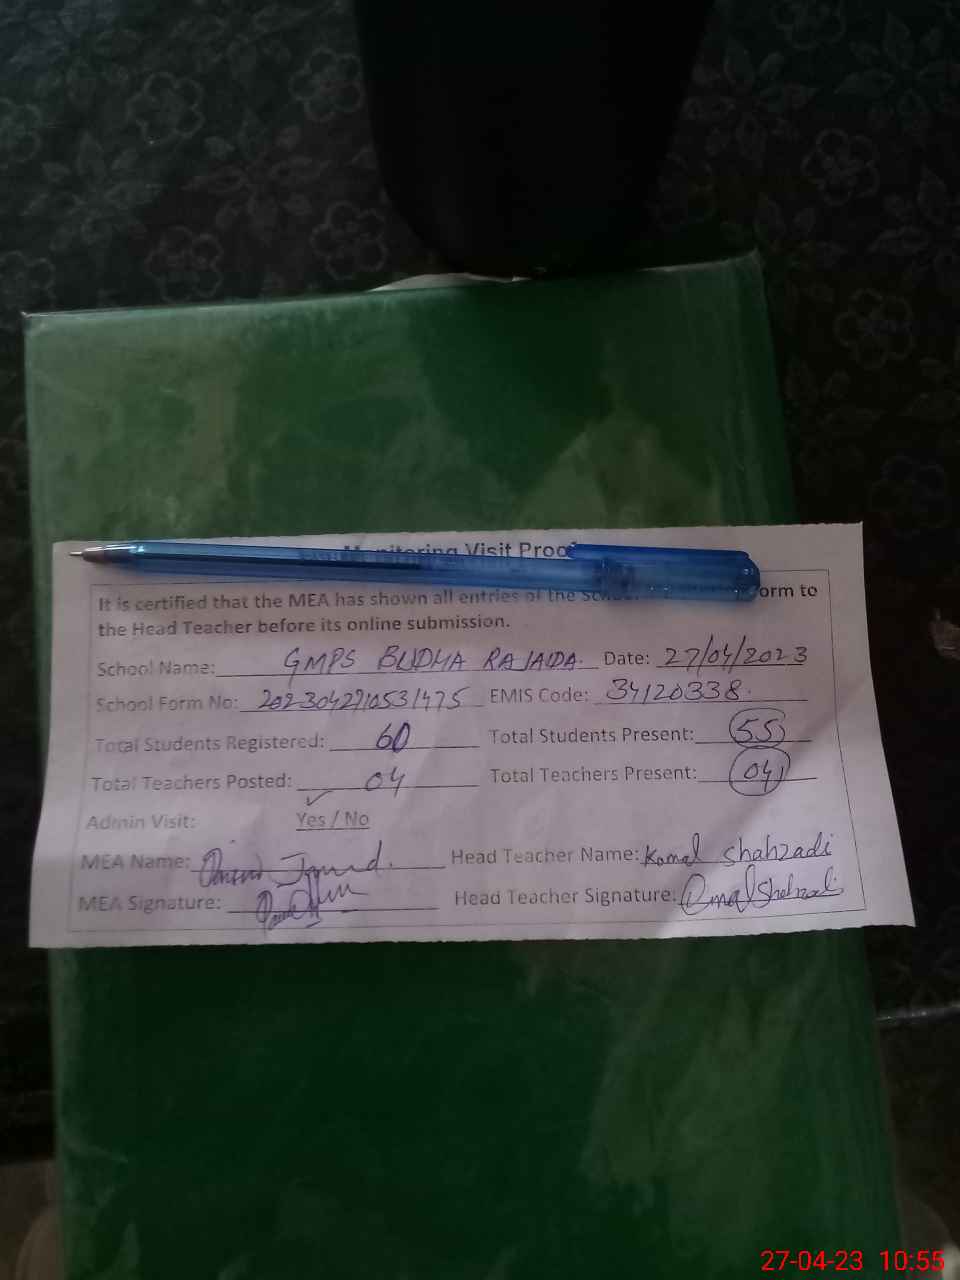 Monitoring Visit Proof
It is certified that the MEA has shown all entries of the orm to
the Head Teacher before its online submission.
School Name: GMPS BUDHA RAJADA. Date: 27/04/2023
School Form No: 2023042710531475 EMIS Code: 34120338.
Total Students Registered: 60 Total Students Present: 55
Total Teachers Posted: 04 Total Teachers Present: 04
Admin Visit: Yes / No
MEA Name: Head Teacher Name: Komal Shahzadi
MEA Signature: Head Teacher Signature: Komal Shahzadi
27-04-23 10:55